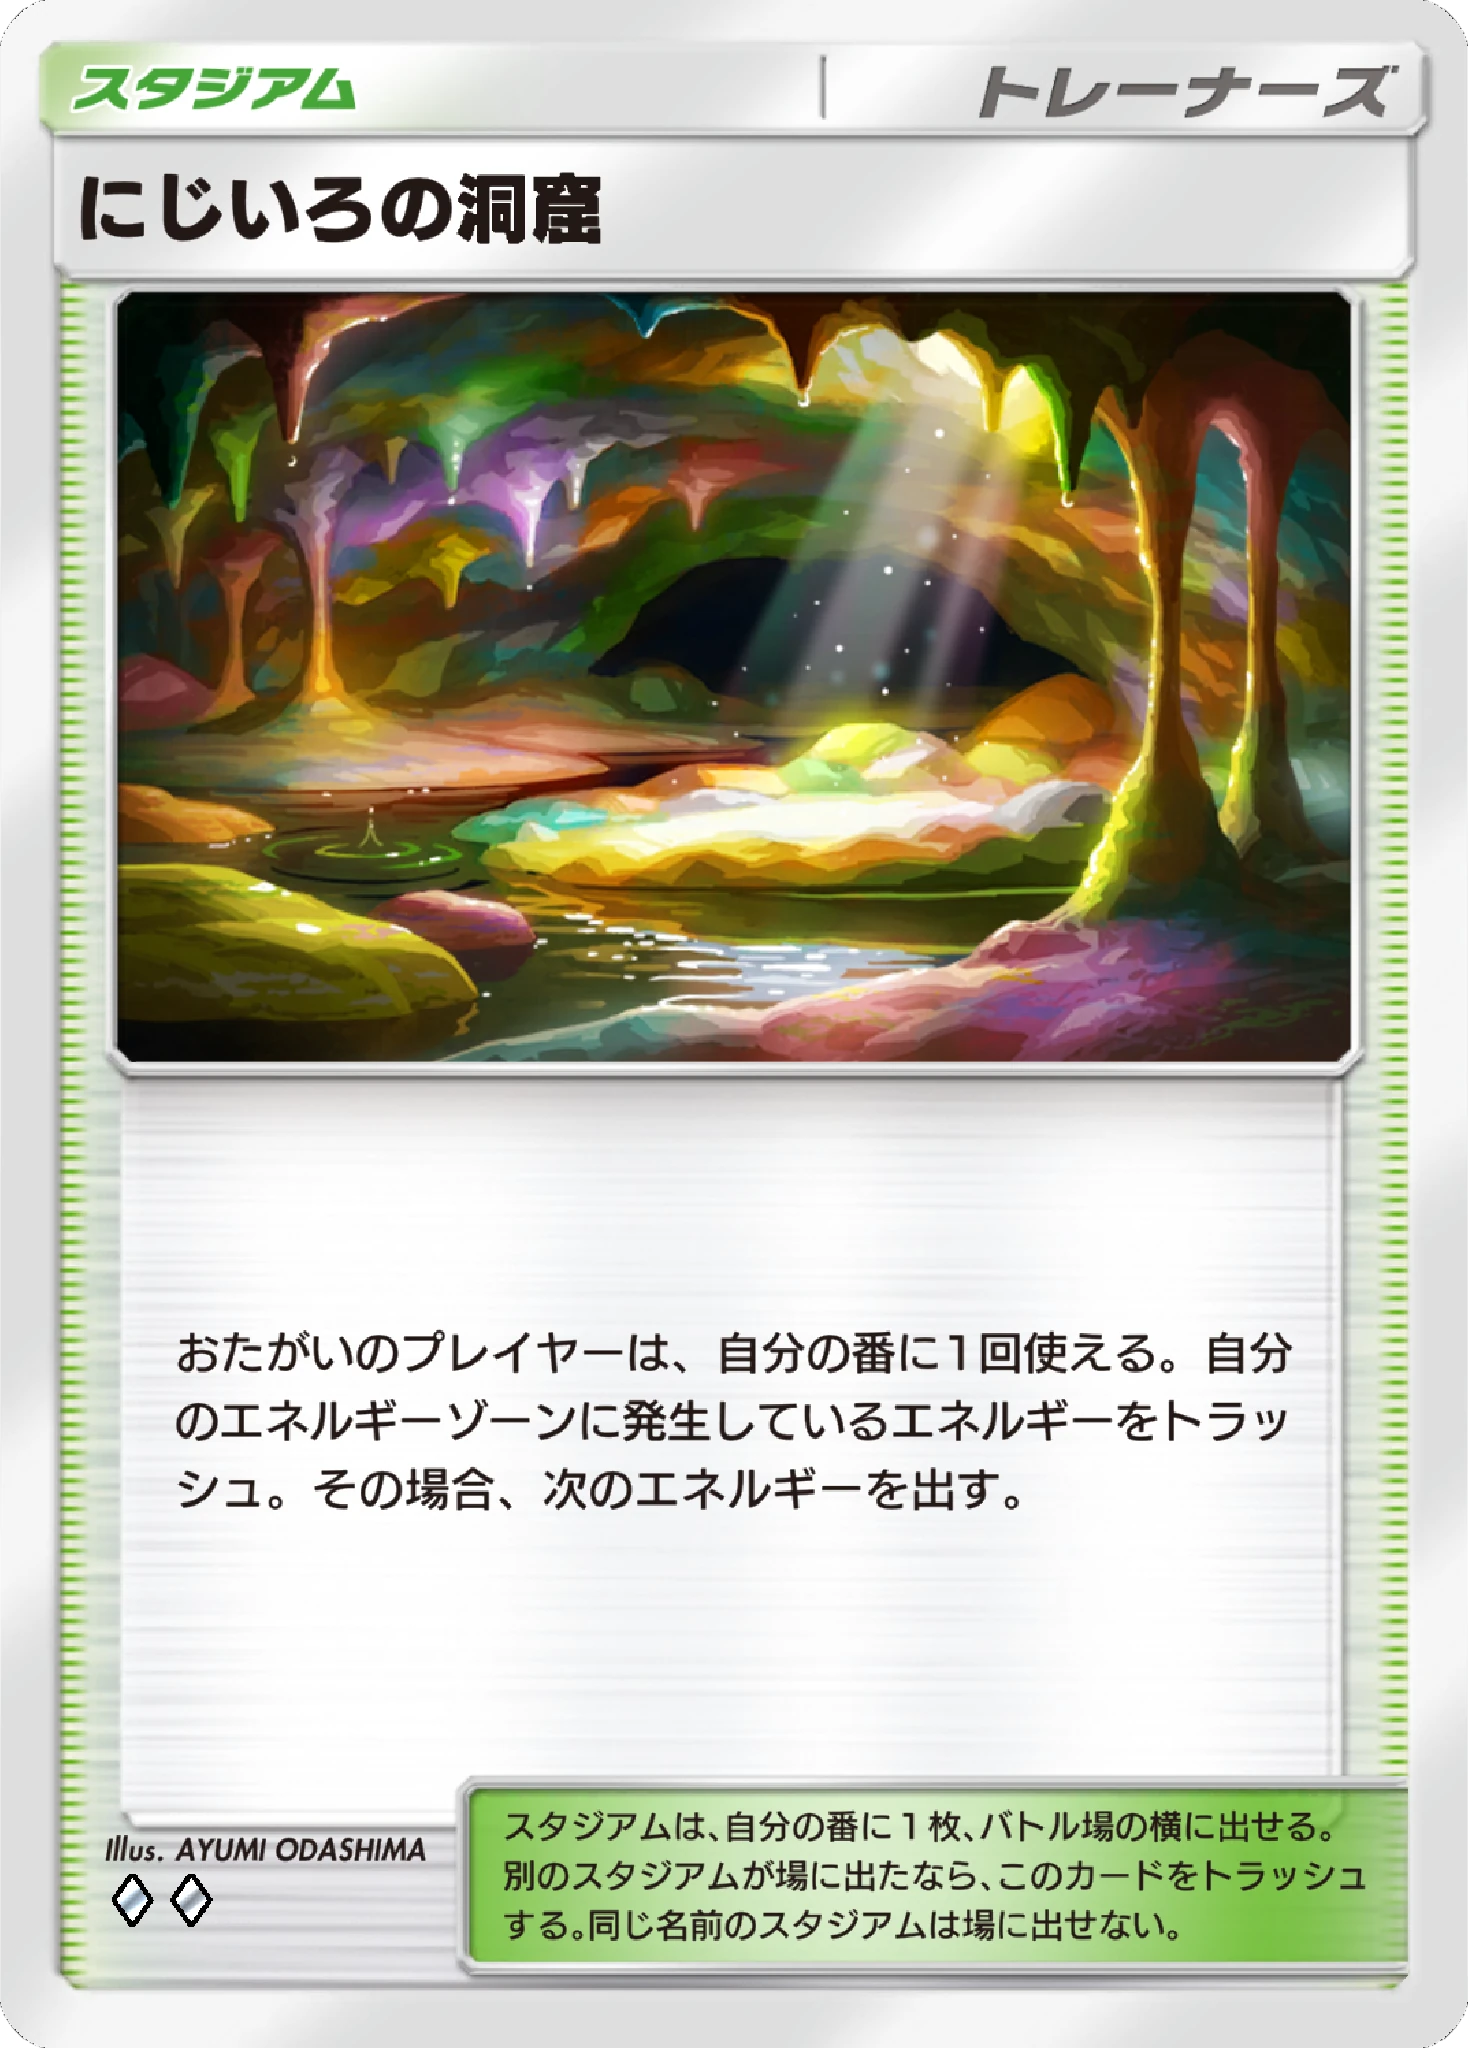 スタジアム
トレーナーズ
にじいろの洞窟
おたがいのプレイヤーは、自分の番に1回使える。自分
のエネルギーゾーンに発生しているエネルギーをトラッ
シュ。その場合、次のエネルギーを出す。
Illus. AYUMI ODASHIMA
スタジアムは、自分の番に1枚、バトル場の横に出せる。
別のスタジアムが場に出たなら、このカードをトラッシュ
する。同じ名前のスタジアムは場に出せない。